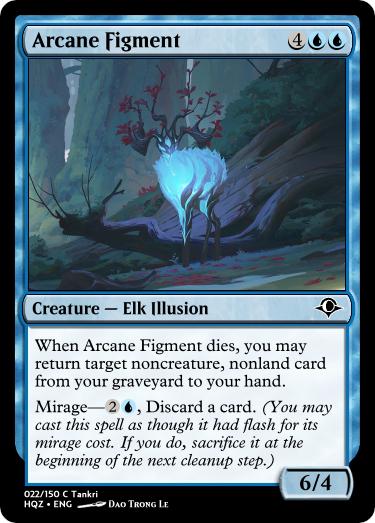 Arcane Figment 4UU
Creature — Elk Illusion
When Arcane Figment dies, you may
return target noncreature, nonland card
from your graveyard to your hand.
Mirage—2U, Discard a card. (You may
cast this spell as though it had flash for its
mirage cost. If you do, sacrifice it at the
beginning of the next cleanup step.)
6/4
022/150 C Tankri
HQZ • ENG Dao Trong Le